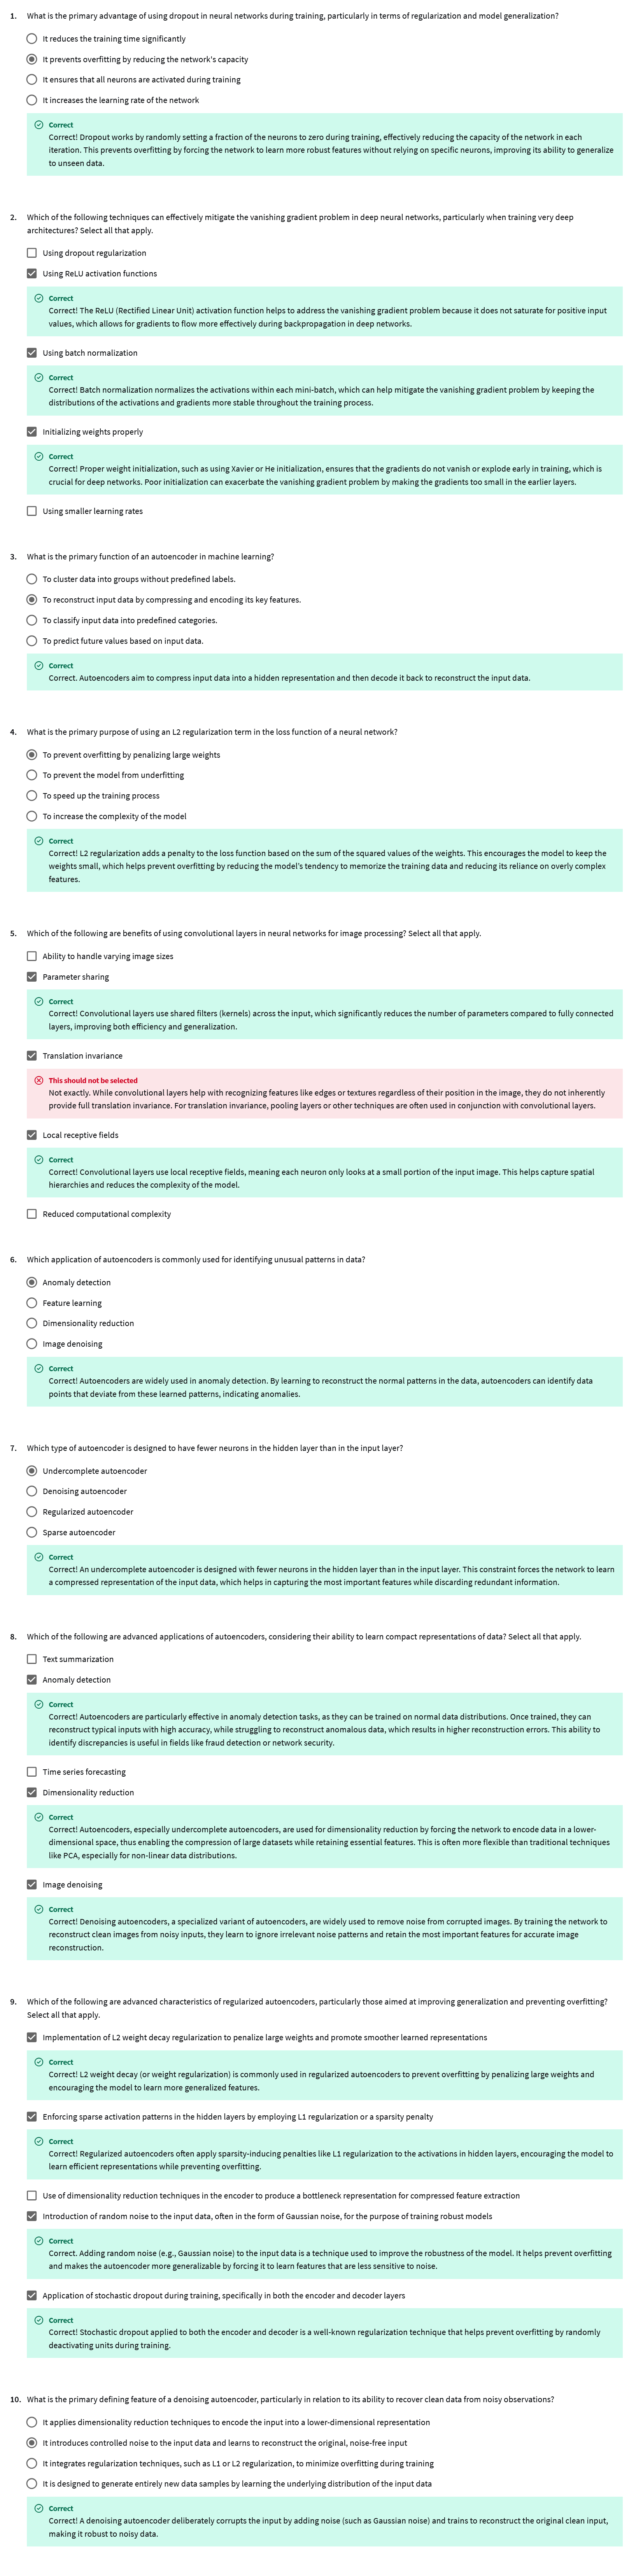 1. What is the primary advantage of using dropout in neural networks during training, particularly in terms of regularization and model generalization?
It reduces the training time significantly
It prevents overfitting by reducing the network's capacity
It ensures that all neurons are activated during training
It increases the learning rate of the network
Correct
Correct! Dropout works by randomly setting a fraction of the neurons to zero during training, effectively reducing the capacity of the network in each
iteration. This prevents overfitting by forcing the network to learn more robust features without relying on specific neurons, improving its ability to generalize
to unseen data.
2. Which of the following techniques can effectively mitigate the vanishing gradient problem in deep neural networks, particularly when training very deep
architectures? Select all that apply.
Using dropout regularization
Using ReLU activation functions
Correct
Correct! The ReLU (Rectified Linear Unit) activation function helps to address the vanishing gradient problem because it does not saturate for positive input
values, which allows for gradients to flow more effectively during backpropagation in deep networks.
Using batch normalization
Correct
Correct! Batch normalization normalizes the activations within each mini-batch, which can help mitigate the vanishing gradient problem by keeping the
distributions of the activations and gradients more stable throughout the training process.
Initializing weights properly
Correct
Correct! Proper weight initialization, such as using Xavier or He initialization, ensures that the gradients do not vanish or explode early in training, which is
crucial for deep networks. Poor initialization can exacerbate the vanishing gradient problem by making the gradients too small in the earlier layers.
Using smaller learning rates
3. What is the primary function of an autoencoder in machine learning?
To cluster data into groups without predefined labels.
To reconstruct input data by compressing and encoding its key features.
To classify input data into predefined categories.
To predict future values based on input data.
Correct
Correct. Autoencoders aim to compress input data into a hidden representation and then decode it back to reconstruct the input data.
4. What is the primary purpose of using an L2 regularization term in the loss function of a neural network?
To prevent overfitting by penalizing large weights
To prevent the model from underfitting
To speed up the training process
To increase the complexity of the model
Correct
Correct! L2 regularization adds a penalty to the loss function based on the sum of the squared values of the weights. This encourages the model to keep the
weights small, which helps prevent overfitting by reducing the model's tendency to memorize the training data and reducing its reliance on overly complex
features.
5. Which of the following are benefits of using convolutional layers in neural networks for image processing? Select all that apply.
Ability to handle varying image sizes
Parameter sharing
Correct
Correct! Convolutional layers use shared filters (kernels) across the input, which significantly reduces the number of parameters compared to fully connected
layers, improving both efficiency and generalization.
Translation invariance
This should not be selected
Not exactly. While convolutional layers help with recognizing features like edges or textures regardless of their position in the image, they do not inherently
provide full translation invariance. For translation invariance, pooling layers or other techniques are often used in conjunction with convolutional layers.
Local receptive fields
Correct
Correct! Convolutional layers use local receptive fields, meaning each neuron only looks at a small portion of the input image. This helps capture spatial
hierarchies and reduces the complexity of the model.
Reduced computational complexity
6. Which application of autoencoders is commonly used for identifying unusual patterns in data?
Anomaly detection
Feature learning
Dimensionality reduction
Image denoising
Correct
Correct! Autoencoders are widely used in anomaly detection. By learning to reconstruct the normal patterns in the data, autoencoders can identify data
points that deviate from these learned patterns, indicating anomalies.
7. Which type of autoencoder is designed to have fewer neurons in the hidden layer than in the input layer?
Undercomplete autoencoder
Denoising autoencoder
Regularized autoencoder
Sparse autoencoder
Correct
Correct! An undercomplete autoencoder is designed with fewer neurons in the hidden layer than in the input layer. This constraint forces the network to learn
a compressed representation of the input data, which helps in capturing the most important features while discarding redundant information.
8. Which of the following are advanced applications of autoencoders, considering their ability to learn compact representations of data? Select all that apply.
Text summarization
Anomaly detection
Correct
Correct! Autoencoders are particularly effective in anomaly detection tasks, as they can be trained on normal data distributions. Once trained, they can
reconstruct typical inputs with high accuracy, while struggling to reconstruct anomalous data, which results in higher reconstruction errors. This ability to
identify discrepancies is useful in fields like fraud detection or network security.
Time series forecasting
Dimensionality reduction
Correct
Correct! Autoencoders, especially undercomplete autoencoders, are used for dimensionality reduction by forcing the network to encode data in a lower-
dimensional space, thus enabling the compression of large datasets while retaining essential features. This is often more flexible than traditional techniques
like PCA, especially for non-linear data distributions.
Image denoising
Correct
Correct! Denoising autoencoders, a specialized variant of autoencoders, are widely used to remove noise from corrupted images. By training the network to
reconstruct clean images from noisy inputs, they learn to ignore irrelevant noise patterns and retain the most important features for accurate image
reconstruction.
9. Which of the following are advanced characteristics of regularized autoencoders, particularly those aimed at improving generalization and preventing overfitting?
Select all that apply.
Implementation of L2 weight decay regularization to penalize large weights and promote smoother learned representations
Correct
Correct! L2 weight decay (or weight regularization) is commonly used in regularized autoencoders to prevent overfitting by penalizing large weights and
encouraging the model to learn more generalized features.
Enforcing sparse activation patterns in the hidden layers by employing L1 regularization or a sparsity penalty
Correct
Correct! Regularized autoencoders often apply sparsity-inducing penalties like L1 regularization to the activations in hidden layers, encouraging the model to
learn efficient representations while preventing overfitting.
Use of dimensionality reduction techniques in the encoder to produce a bottleneck representation for compressed feature extraction
Introduction of random noise to the input data, often in the form of Gaussian noise, for the purpose of training robust models
Correct
Correct. Adding random noise (e.g., Gaussian noise) to the input data is a technique used to improve the robustness of the model. It helps prevent overfitting
and makes the autoencoder more generalizable by forcing it to learn features that are less sensitive to noise.
Application of stochastic dropout during training, specifically in both the encoder and decoder layers
Correct
Correct! Stochastic dropout applied to both the encoder and decoder is a well-known regularization technique that helps prevent overfitting by randomly
deactivating units during training.
10. What is the primary defining feature of a denoising autoencoder, particularly in relation to its ability to recover clean data from noisy observations?
It applies dimensionality reduction techniques to encode the input into a lower-dimensional representation
It introduces controlled noise to the input data and learns to reconstruct the original, noise-free input
It integrates regularization techniques, such as L1 or L2 regularization, to minimize overfitting during training
It is designed to generate entirely new data samples by learning the underlying distribution of the input data
Correct
Correct! A denoising autoencoder deliberately corrupts the input by adding noise (such as Gaussian noise) and trains to reconstruct the original clean input,
making it robust to noisy data.